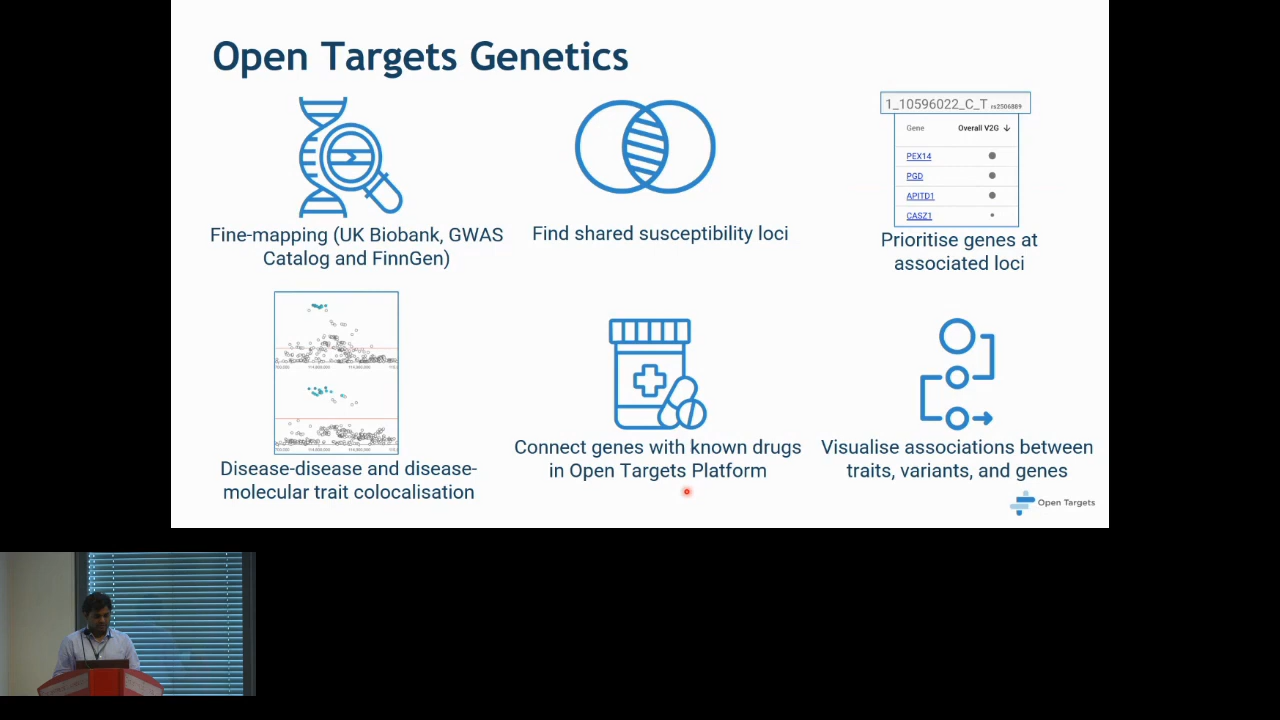 Open Targets Genetics
Fine-mapping (UK Biobank, GWAS
Catalog and FinnGen)
Find shared susceptibility loci
1_10596022_C_T rs2506889
Gene Overall V2G
PEX14
PGD
APITD1
CASZ1
Prioritise genes at
associated loci
Disease-disease and disease-
molecular trait colocalisation
Connect genes with known drugs
in Open Targets Platform
Visualise associations between
traits, variants, and genes
Open Targets